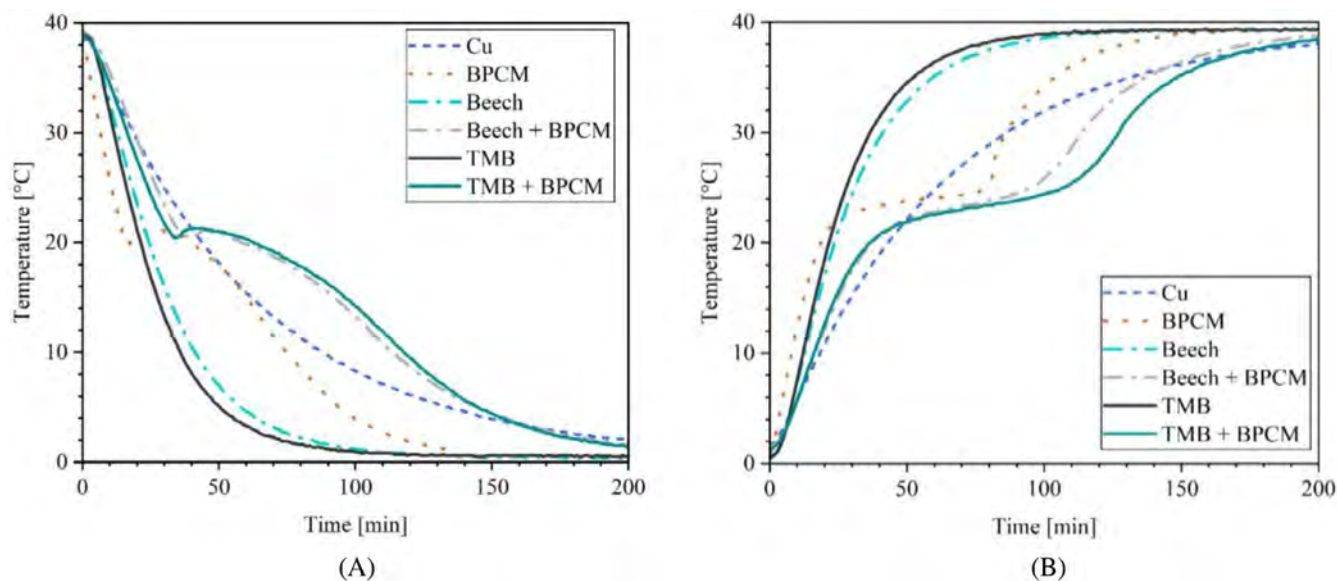 40
30
20
10
0
Temperature [°C]
Cu
BPCM
Beech
Beech + BPCM
TMB
TMB + BPCM
0 50 100 150 200
Time [min]
(A)
40
30
20
10
0
Temperature [°C]
Cu
BPCM
Beech
Beech + BPCM
TMB
TMB + BPCM
0 50 100 150 200
Time [min]
(B)